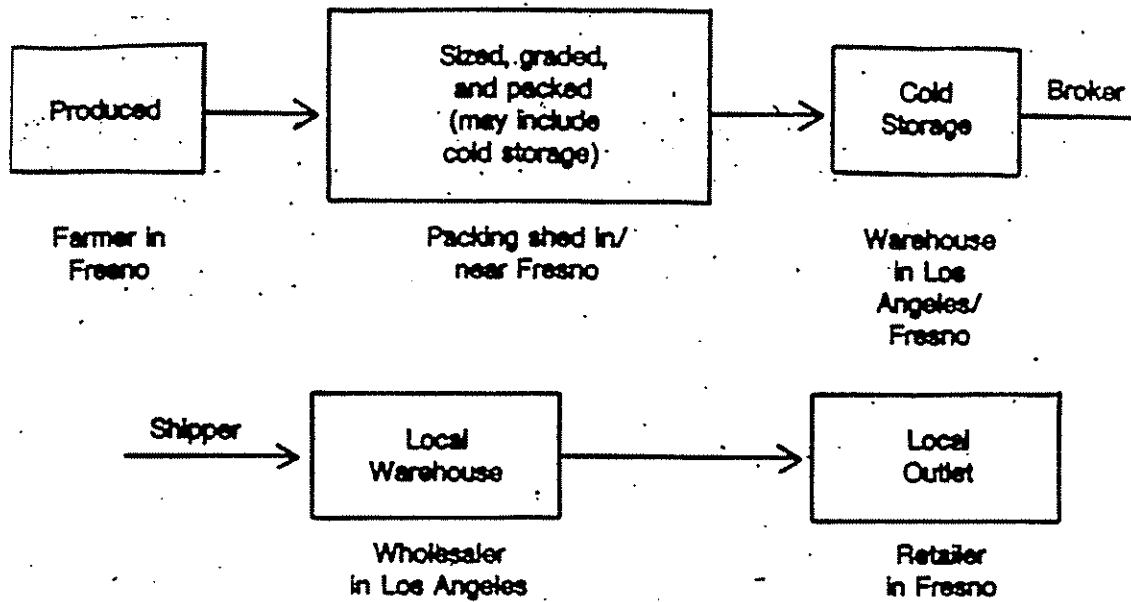 Produced
Farmer in
Fresno
Sized, graded,
and packed
(may include
cold storage)
Packing shed in/
near Fresno
Cold
Storage
Warehouse
in Los
Angeles/
Fresno
Broker
Shipper
Local
Warehouse
Wholesaler
in Los Angeles
Local
Outlet
Retailer
in Fresno